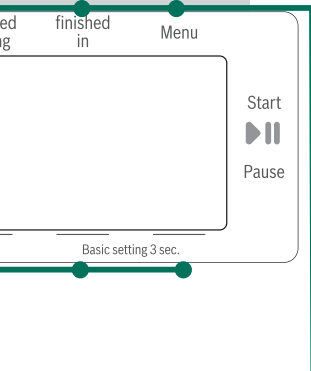 finished
in
Menu
Start
Pause
Basic setting 3 sec.